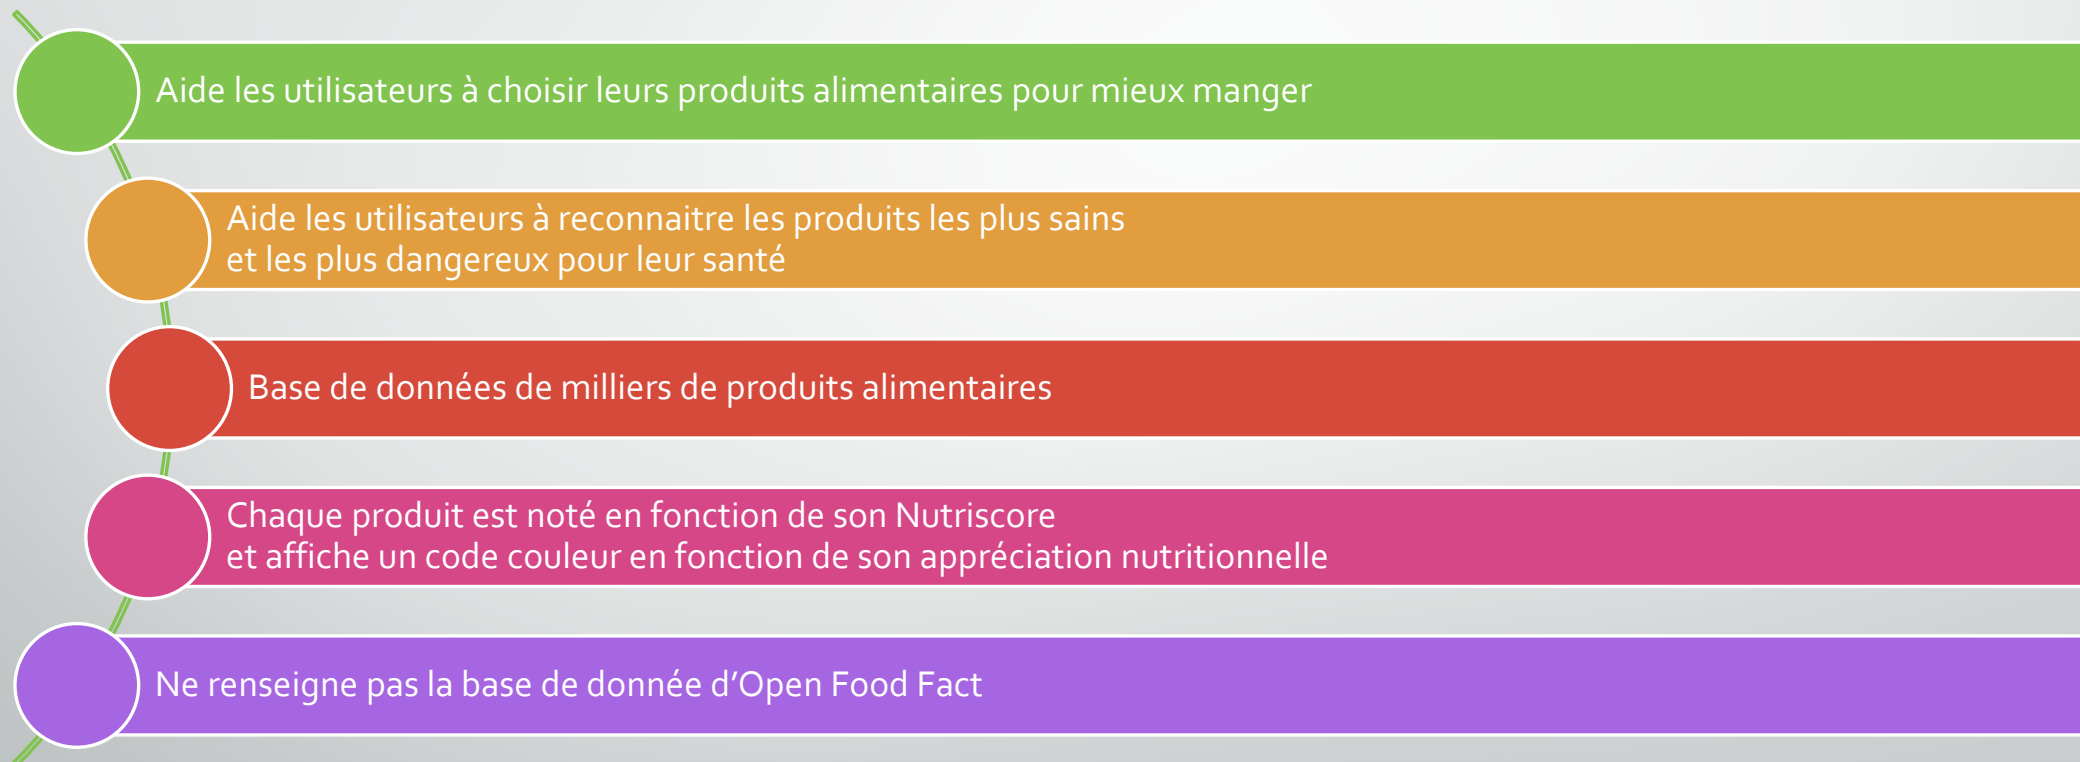 Aide les utilisateurs à choisir leurs produits alimentaires pour mieux manger
Aide les utilisateurs à reconnaitre les produits les plus sains
et les plus dangereux pour leur santé
Base de données de milliers de produits alimentaires
Chaque produit est noté en fonction de son Nutriscore
et affiche un code couleur en fonction de son appréciation nutritionnelle
Ne renseigne pas la base de donnée d’Open Food Fact